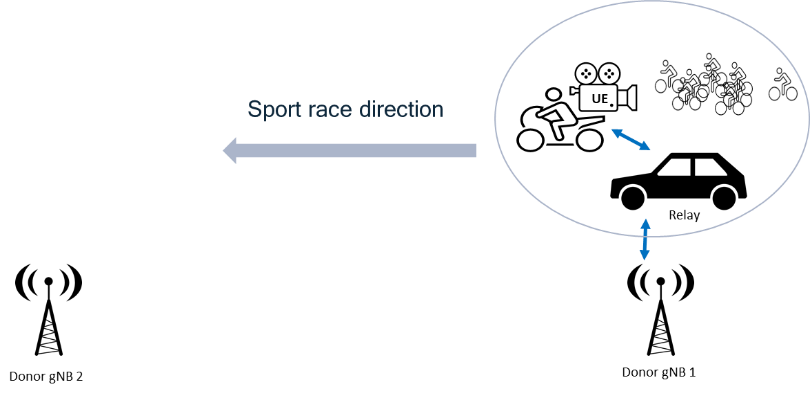 UE
Sport race direction
Relay
Donor gNB 2
Donor gNB 1